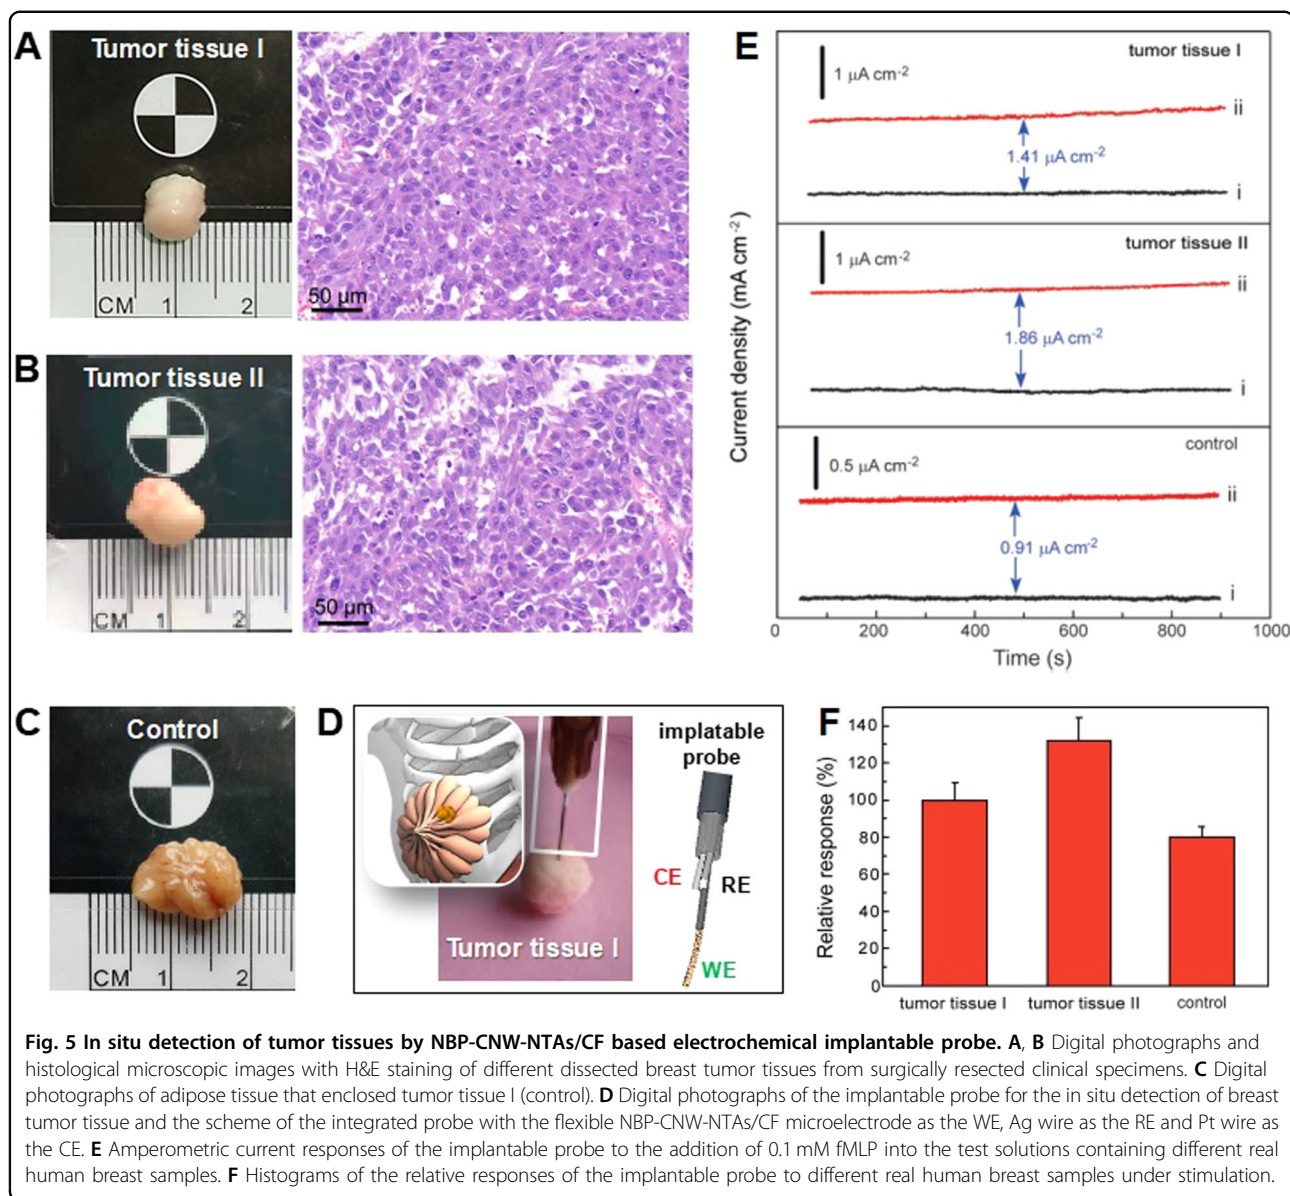 A
Tumor tissue I
CM 1 2
50 µm
B
Tumor tissue II
CM 1 2
50 µm
C
Control
CM 1 2
D
Tumor tissue I
implatable
probe
CE
RE
WE
E
Current density (mA cm-2)
tumor tissue I
1 µA cm-2
ii
1.41 µA cm-2
i
tumor tissue II
1 µA cm-2
ii
1.86 µA cm-2
i
control
0.5 µA cm-2
ii
0.91 µA cm-2
i
0 200 400 600 800 1000
Time (s)
F
Relative response (%)
140
120
100
80
60
40
20
0
tumor tissue I tumor tissue II control
Fig. 5 In situ detection of tumor tissues by NBP-CNW-NTAs/CF based electrochemical implantable probe. A, B Digital photographs and
histological microscopic images with H&E staining of different dissected breast tumor tissues from surgically resected clinical specimens. C Digital
photographs of adipose tissue that enclosed tumor tissue I (control). D Digital photographs of the implantable probe for the in situ detection of breast
tumor tissue and the scheme of the integrated probe with the flexible NBP-CNW-NTAs/CF microelectrode as the WE, Ag wire as the RE and Pt wire as
the CE. E Amperometric current responses of the implantable probe to the addition of 0.1 mM fMLP into the test solutions containing different real
human breast samples. F Histograms of the relative responses of the implantable probe to different real human breast samples under stimulation.